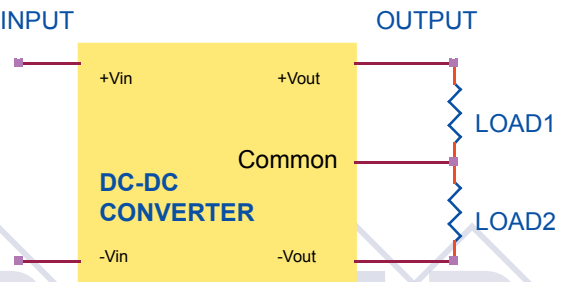 INPUT OUTPUT
+Vin +Vout
LOAD1
Common
DC-DC
CONVERTER
LOAD2
-Vin -Vout